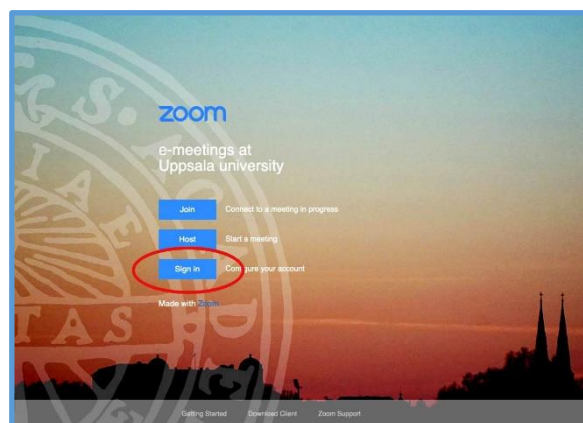 zoom
e-meetings at
Uppsala university
Join Connect to a meeting in progress
Host Start a meeting
Sign in Configure your account
Made with Zoom
Getting Started Download Client Zoom Support